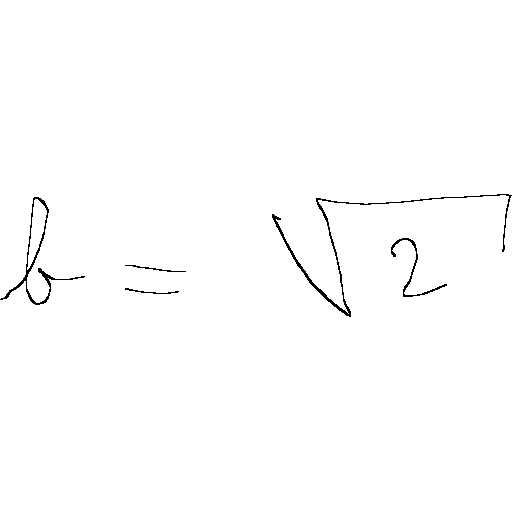 b = √2